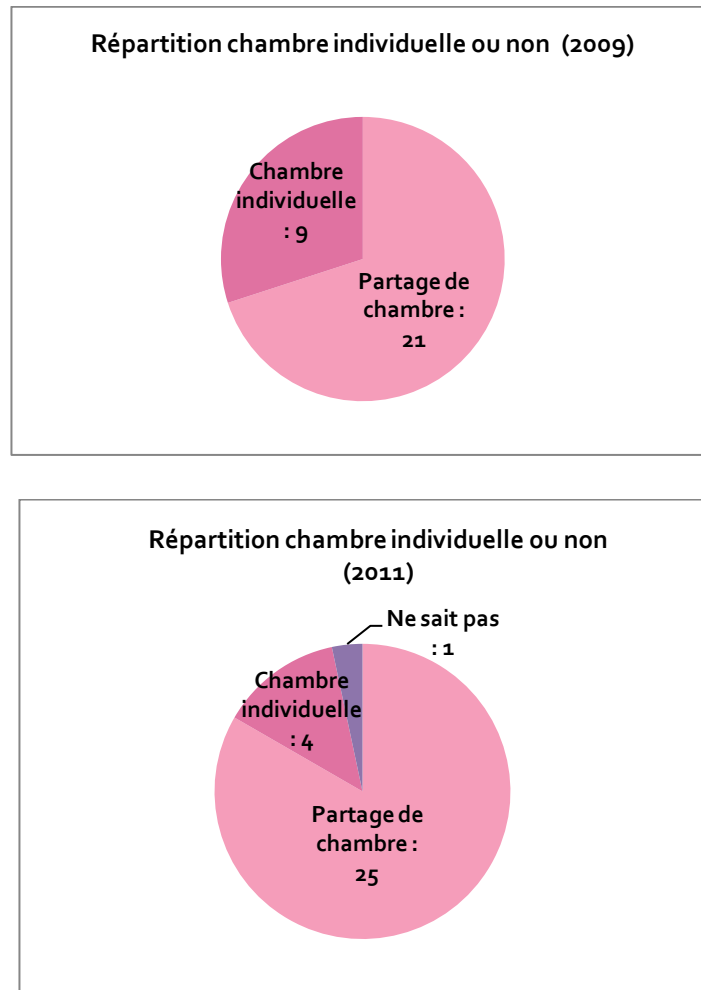 Répartition chambre individuelle ou non (2009)
Chambre
individuelle
: 9
Partage de
chambre :
21
Répartition chambre individuelle ou non
(2011)
Ne sait pas
: 1
Chambre
individuelle
: 4
Partage de
chambre :
25